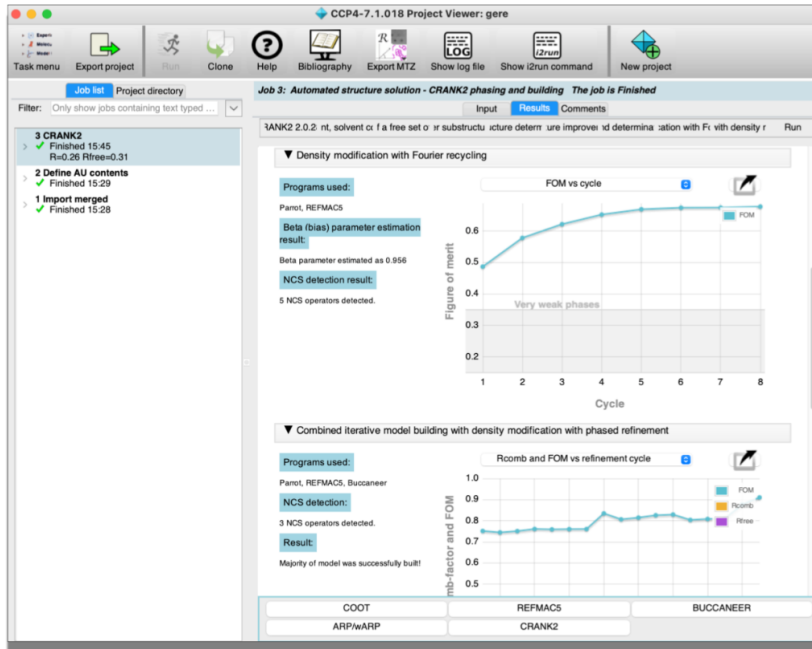 CCP4-7.1.018 Project Viewer: gere
Task menu
Export project
Run
Clone
Help
Bibliography
Export MTZ
LOG
Show log file
i2run
Show i2run command
New project
Job list
Project directory
Filter:
Only show jobs containing text typed ...
3 CRANK2
Finished 15:45
R=0.26 Rfree=0.31
2 Define AU contents
Finished 15:29
1 Import merged
Finished 15:28
Job 3: Automated structure solution - CRANK2 phasing and building The job is Finished
Input
Results
Comments
Run
▼ Density modification with Fourier recycling
Programs used:
Parrot, REFMAC5
Beta (bias) parameter estimation
result:
Beta parameter estimated as 0.956
NCS detection result:
5 NCS operators detected.
FOM vs cycle
FOM
Figure of merit
0.6
0.5
0.4
0.3
0.2
Very weak phases
1 2 3 4 5 6 7 8
Cycle
▼ Combined iterative model building with density modification with phased refinement
Programs used:
Parrot, REFMAC5, Buccaneer
NCS detection:
3 NCS operators detected.
Result:
Majority of model was successfully built!
Rcomb and FOM vs refinement cycle
FOM
Rcomb
Rfree
mb-factor and FOM
1.0
0.9
0.8
0.7
0.6
0.5
COOT
REFMAC5
BUCCANEER
ARP/wARP
CRANK2